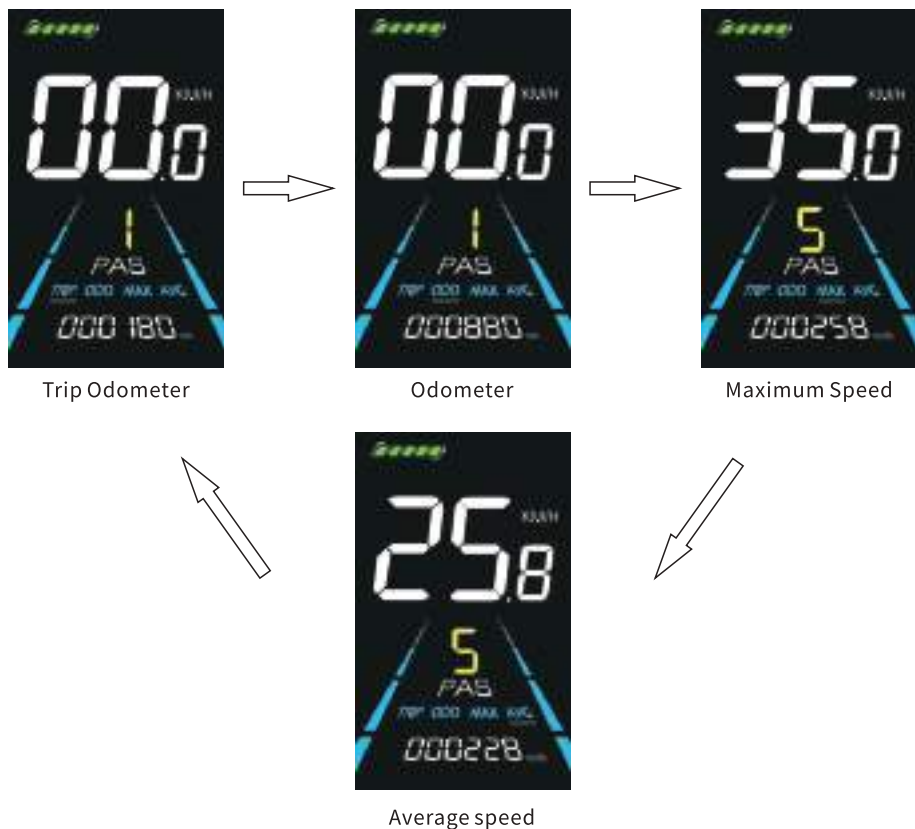 00.0 KM/H
1
PAS
TRIP ODO MAX AVG
000180
Trip Odometer
00.0 KM/H
1
PAS
TRIP ODO MAX AVG
000880
Odometer
35.0 KM/H
5
PAS
TRIP ODO MAX AVG
000258
Maximum Speed
25.8 KM/H
5
PAS
TRIP ODO MAX AVG
000228
Average speed